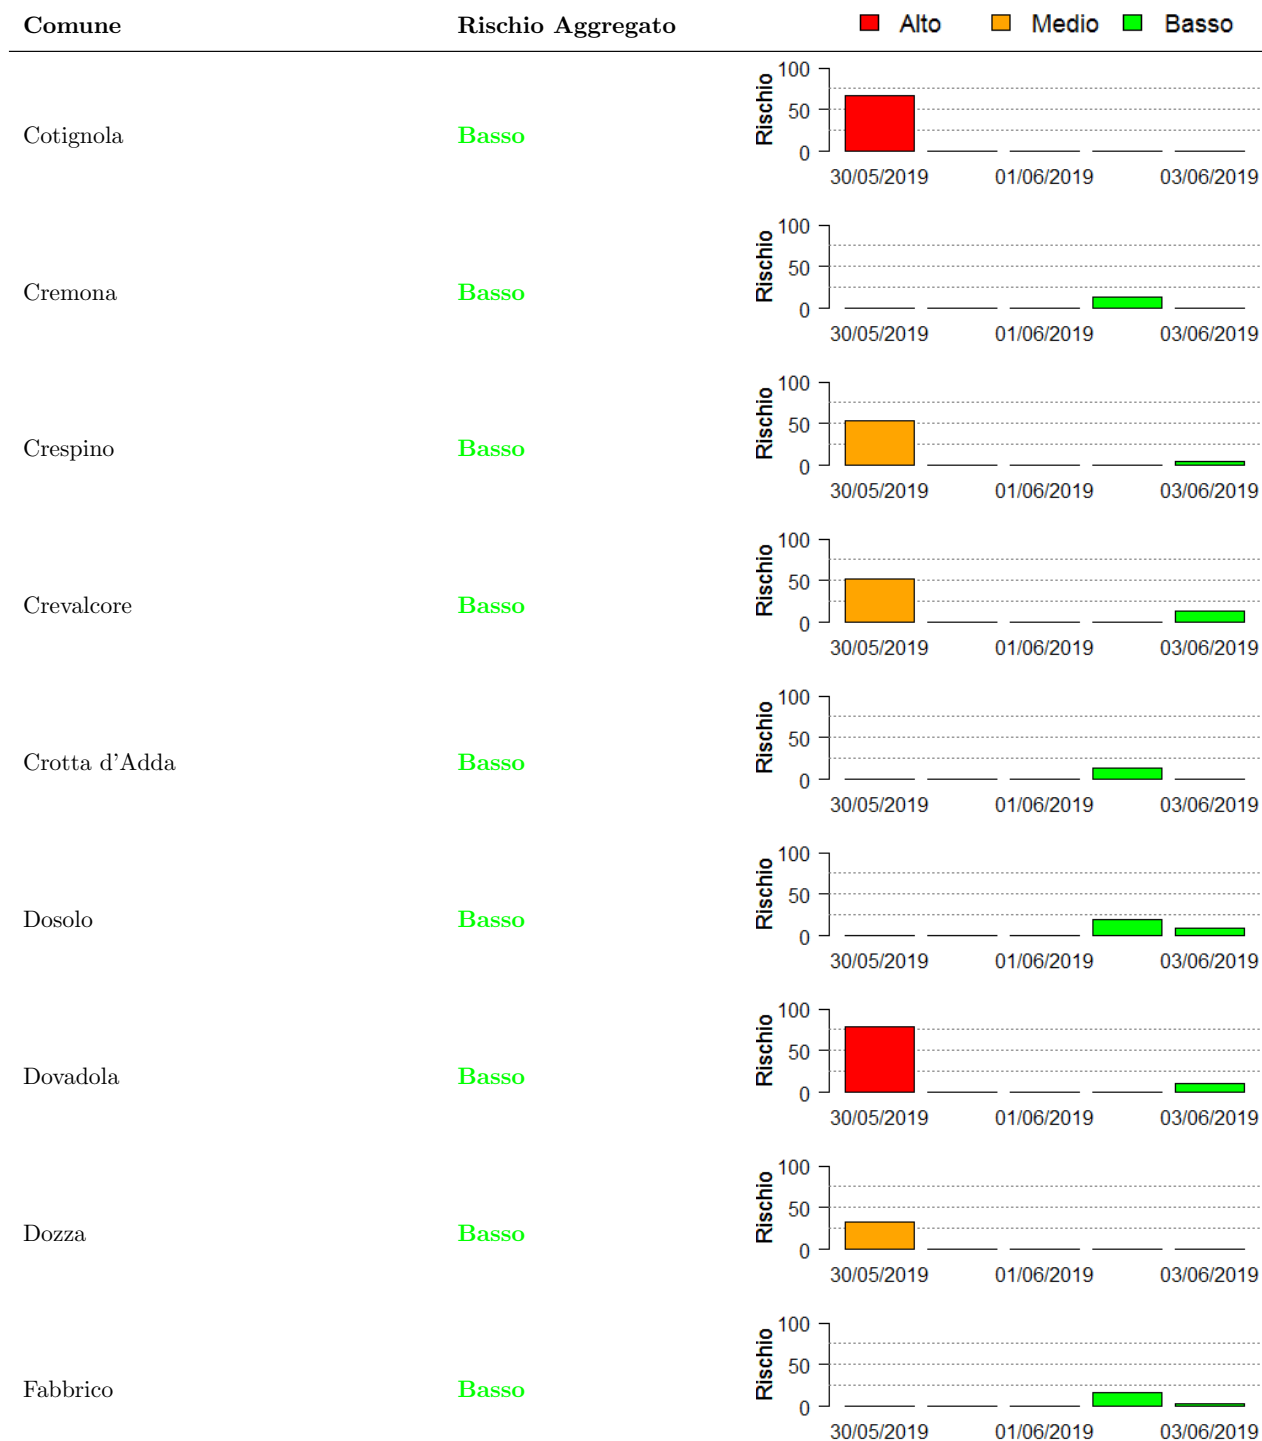 Comune Rischio Aggregato Alto Medio Basso
Cotignola Basso
Rischio
100
50
0
30/05/2019 01/06/2019 03/06/2019
Cremona Basso
Rischio
100
50
0
30/05/2019 01/06/2019 03/06/2019
Crespino Basso
Rischio
100
50
0
30/05/2019 01/06/2019 03/06/2019
Crevalcore Basso
Rischio
100
50
0
30/05/2019 01/06/2019 03/06/2019
Crotta d'Adda Basso
Rischio
100
50
0
30/05/2019 01/06/2019 03/06/2019
Dosolo Basso
Rischio
100
50
0
30/05/2019 01/06/2019 03/06/2019
Dovadola Basso
Rischio
100
50
0
30/05/2019 01/06/2019 03/06/2019
Dozza Basso
Rischio
100
50
0
30/05/2019 01/06/2019 03/06/2019
Fabbrico Basso
Rischio
100
50
0
30/05/2019 01/06/2019 03/06/2019